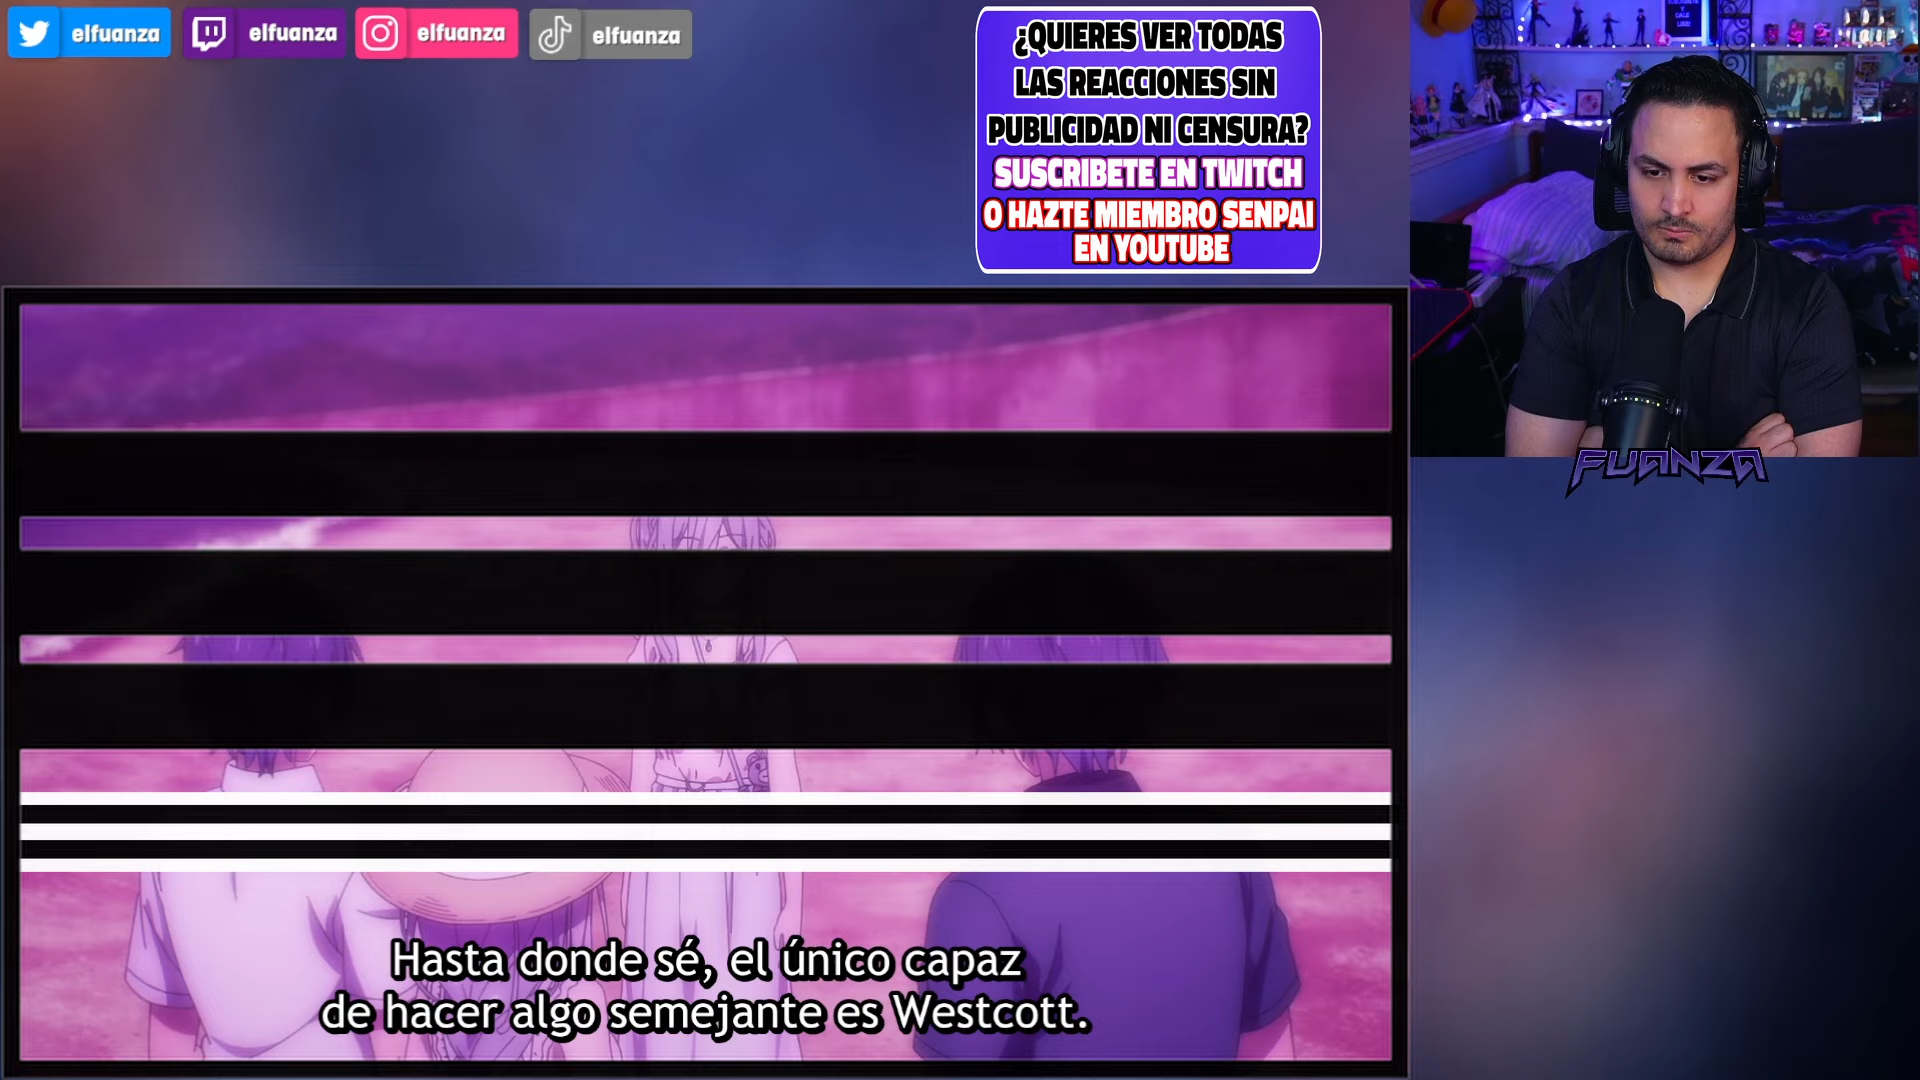 elfuanza
elfuanza
elfuanza
elfuanza
¿QUIERES VER TODAS
LAS REACCIONES SIN
PUBLICIDAD NI CENSURA?
SUSCRIBETE EN TWITCH
O HAZTE MIEMBRO SENPAI
EN YOUTUBE
FUANZA
Hasta donde sé, el único capaz
de hacer algo semejante es Westcott.